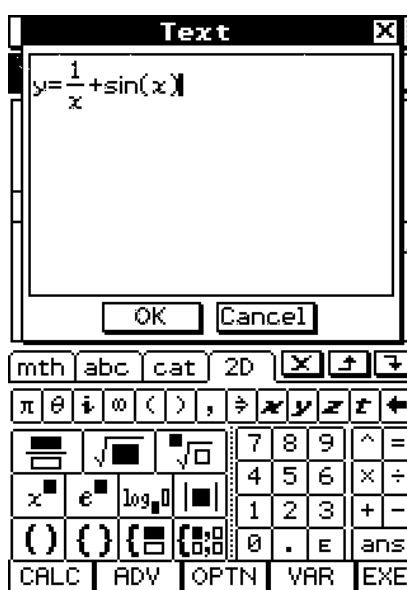 Text
y=1/x+sin(x)
OK Cancel
mth abc cat 2D
π θ i ∞ ( ) , ⇒ x y z t ←
√■ ■√□ 7 8 9 ^ =
x■ e■ log■□ |■| 4 5 6 × ÷
1 2 3 + −
( ) { } {■ {■ 0 . E ans
CALC ADV OPTN VAR EXE